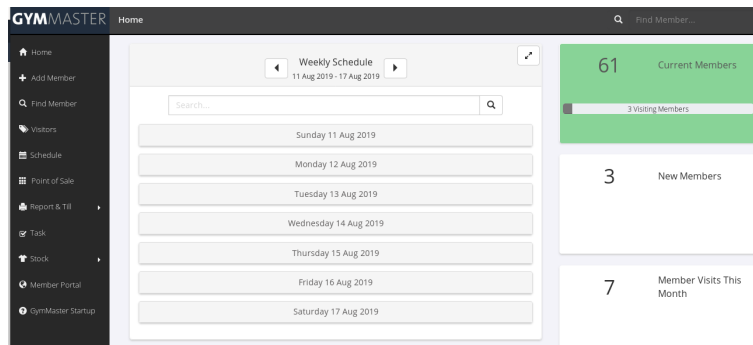 GYMMASTER
Home
Find Member...
Home
Add Member
Find Member
Visitors
Schedule
Point of Sale
Report & Till
Task
Stock
Member Portal
GymMaster Startup
Weekly Schedule
11 Aug 2019 - 17 Aug 2019
Search...
Sunday 11 Aug 2019
Monday 12 Aug 2019
Tuesday 13 Aug 2019
Wednesday 14 Aug 2019
Thursday 15 Aug 2019
Friday 16 Aug 2019
Saturday 17 Aug 2019
61 Current Members
3 Visiting Members
3 New Members
7 Member Visits This
Month